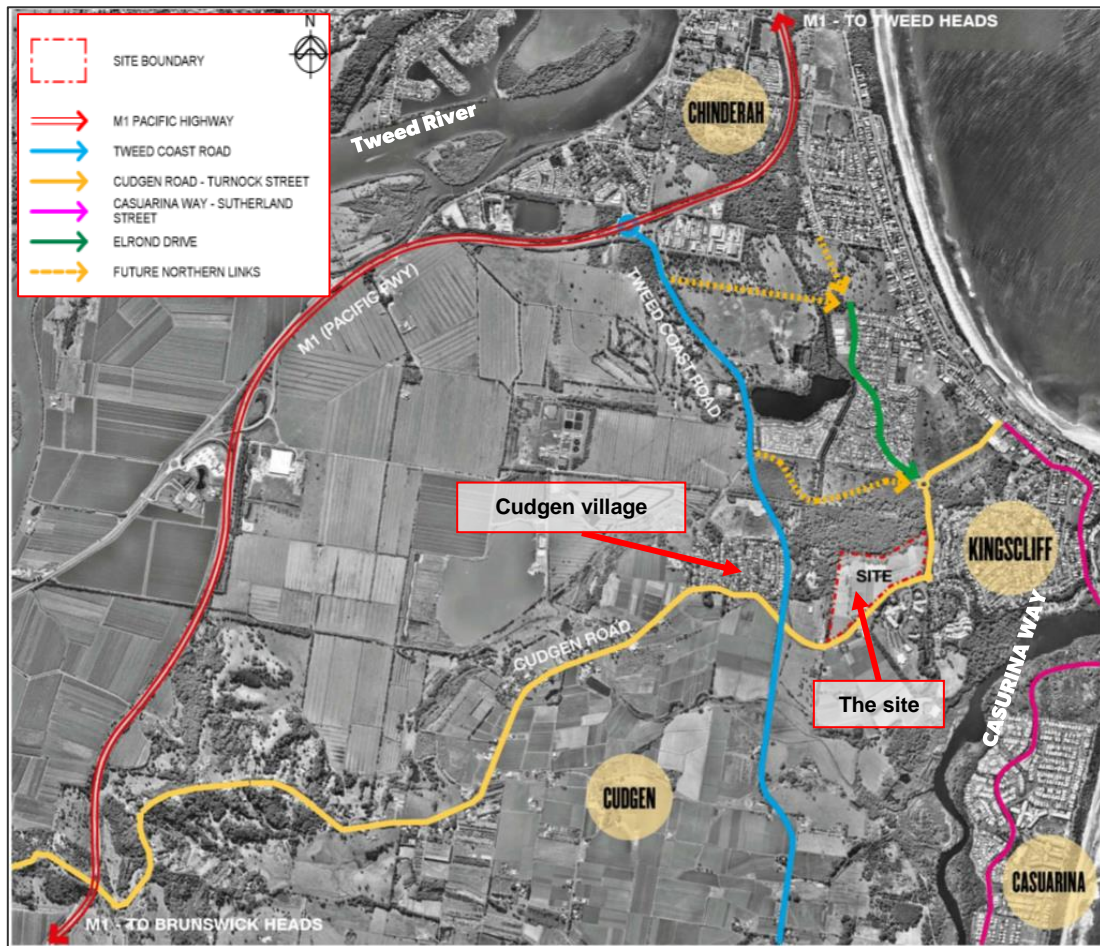 N
M1 - TO TWEED HEADS
SITE BOUNDARY
M1 PACIFIC HIGHWAY
TWEED COAST ROAD
CUDGEN ROAD - TURNOCK STREET
CASUARINA WAY - SUTHERLAND
STREET
ELROND DRIVE
FUTURE NORTHERN LINKS
Tweed River
CHINDERAH
M1 (PACIFIC FWY)
TWEED COAST ROAD
Cudgen village
KINGSCLIFF
SITE
CUDGEN ROAD
The site
CASURINA WAY
CUDGEN
CASUARINA
M1 - TO BRUNSWICK HEADS